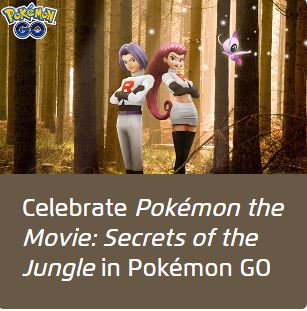 Pokémon
GO
R
R
Celebrate Pokémon the
Movie: Secrets of the
Jungle in Pokémon GO